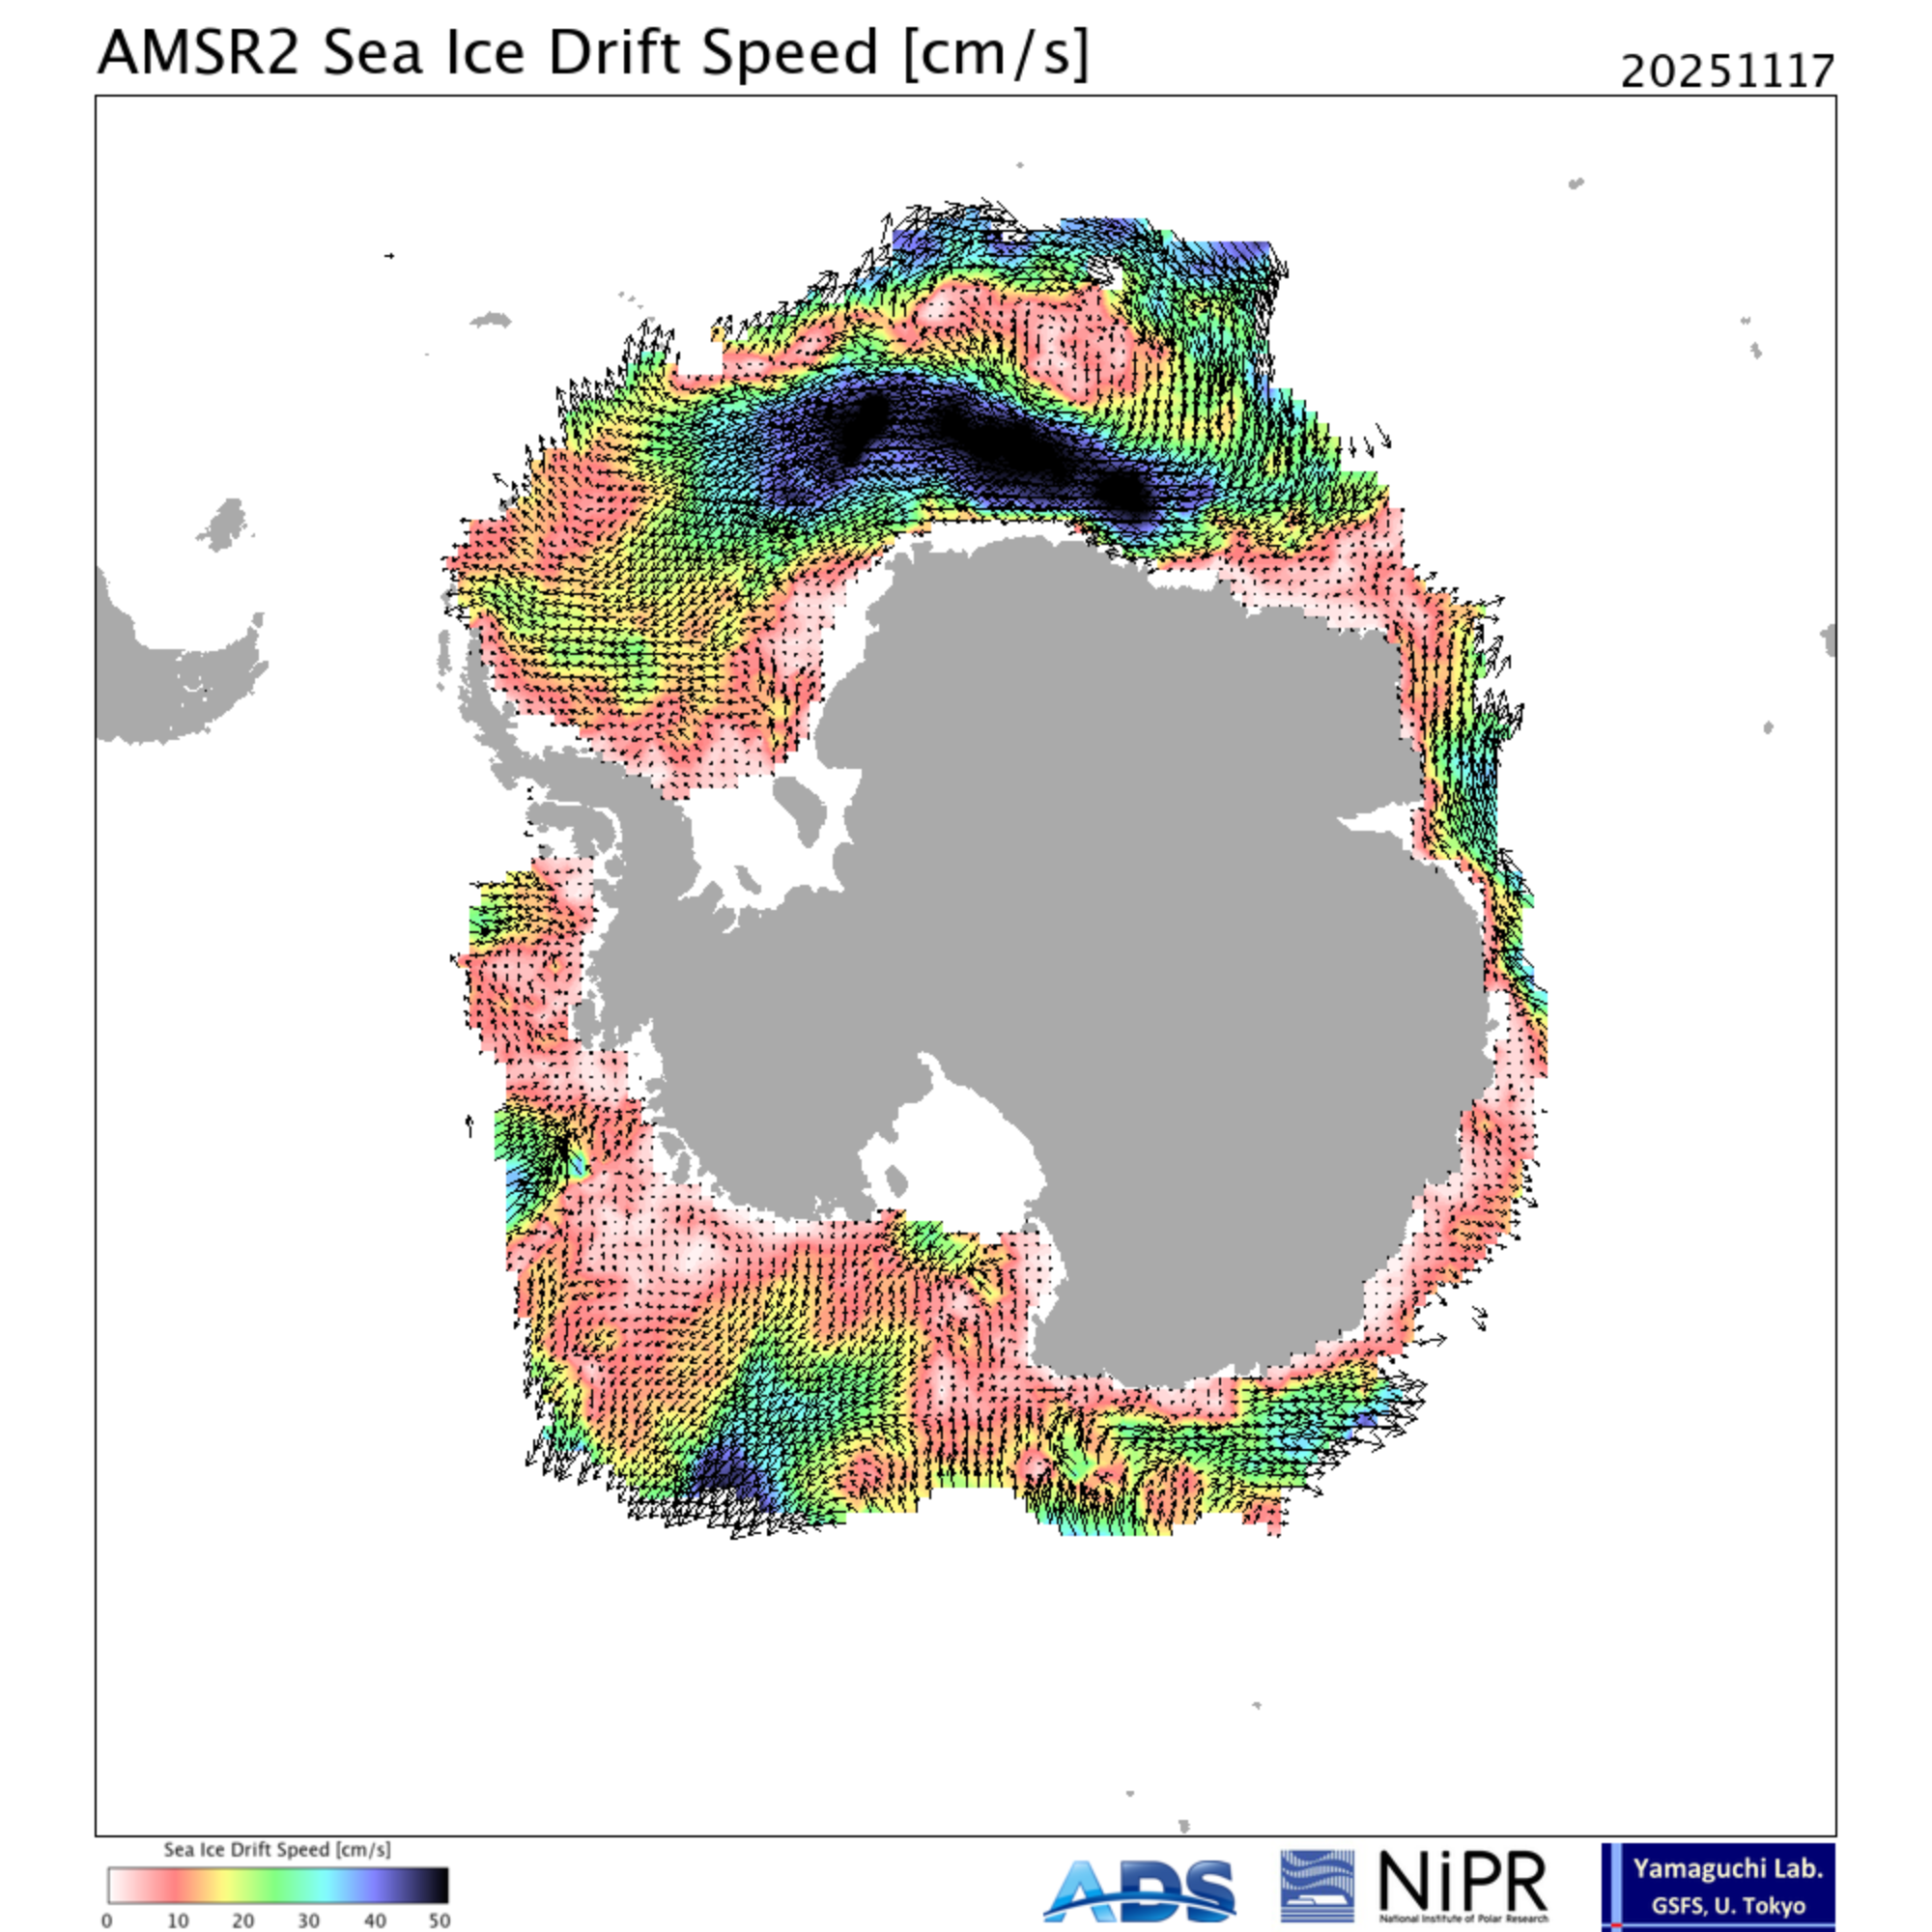 AMSR2 Sea Ice Drift Speed [cm/s]
20251117
Sea Ice Drift Speed [cm/s]
0 10 20 30 40 50
ADS
NiPR
National Institute of Polar Research
Yamaguchi Lab.
GSFS, U. Tokyo